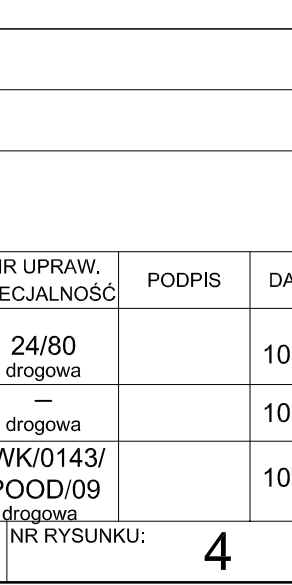 NR UPRAW. PODPIS DA
ECJALNOŚĆ
24/80 10
drogowa
– 10
drogowa
WK/0143/
POOD/09 10
drogowa
NR RYSUNKU: 4